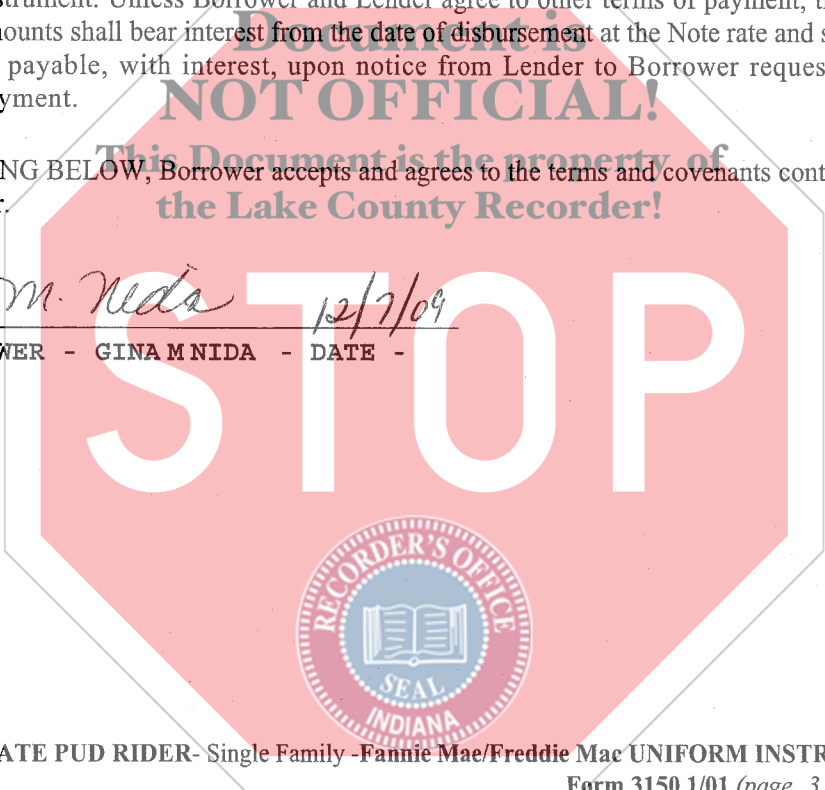 strument. Unless Borrower and Lender agree to other terms of payment, t
nounts shall bear interest from the date of disbursement at the Note rate and s
payable, with interest, upon notice from Lender to Borrower reques
yment.
Document is
NOT OFFICIAL!
This Document is the property of
the Lake County Recorder!
NG BELOW, Borrower accepts and agrees to the terms and covenants cont
r.
M. Nida 12/7/09
WER - GINA M NIDA - DATE -
STOP
RECORDER'S OFFICE
SEAL
INDIANA
ATE PUD RIDER- Single Family -Fannie Mae/Freddie Mac UNIFORM INSTR
Form 3150 1/01 (page 3